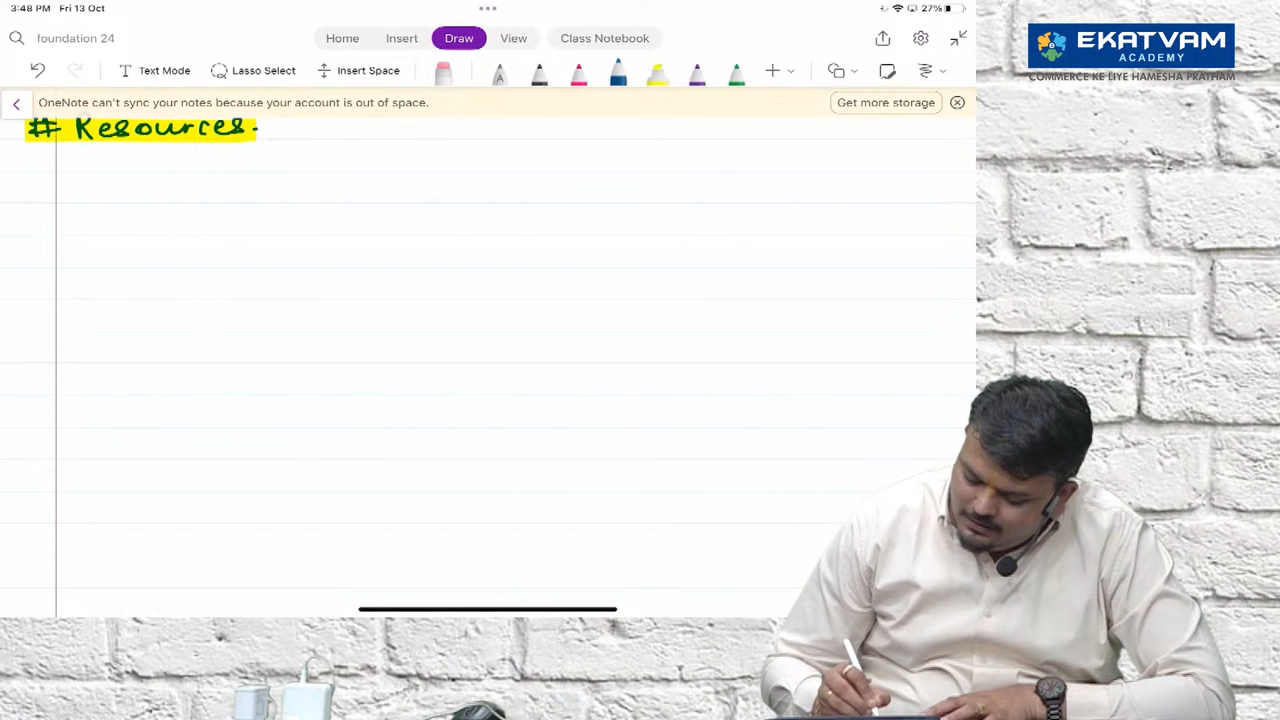 3:48 PM Fri 13 Oct
27%
foundation 24
Home Insert Draw View Class Notebook
Text Mode Lasso Select Insert Space
A
OneNote can't sync your notes because your account is out of space. Get more storage
# Resources.
EKATVAM
ACADEMY
COMMERCE KE LIYE HAMESHA PRATHAM